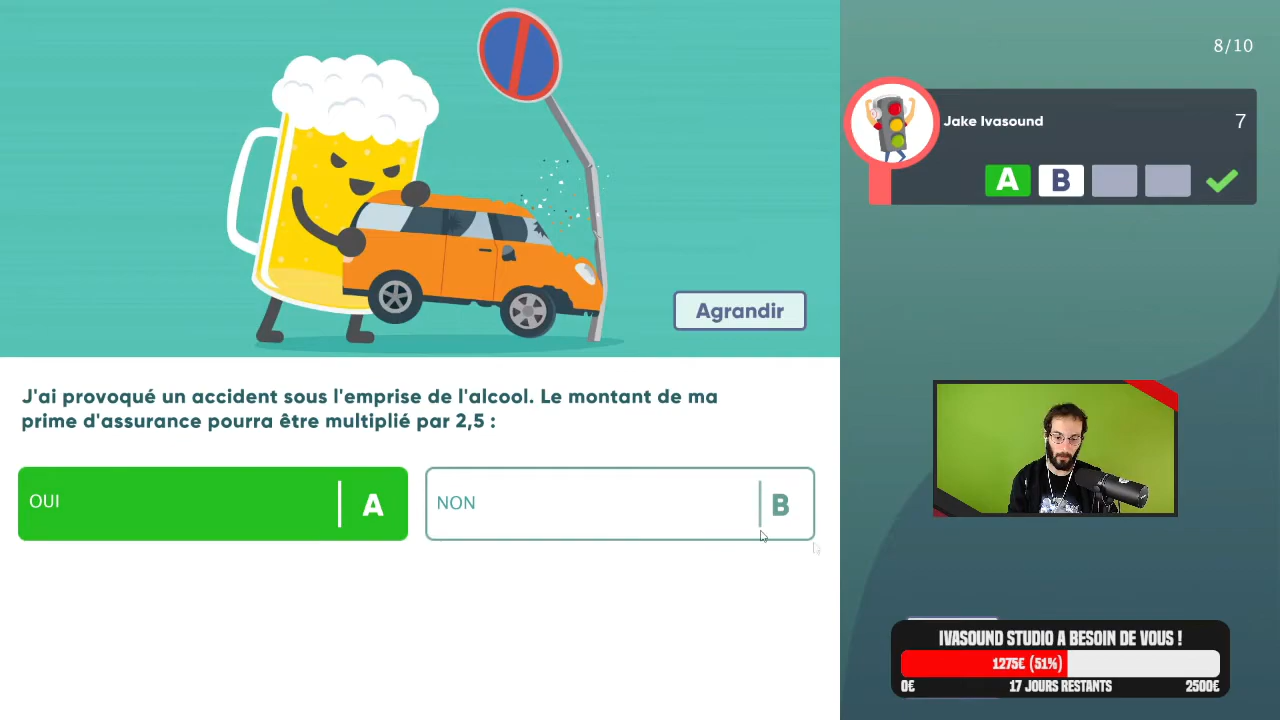 Agrandir
J'ai provoqué un accident sous l'emprise de l'alcool. Le montant de ma
prime d'assurance pourra être multiplié par 2,5 :
OUI
A
NON
B
8/10
Jake Ivasound
7
A
B
IVASOUND STUDIO A BESOIN DE VOUS !
1275€ (51%)
0€
17 JOURS RESTANTS
2500€